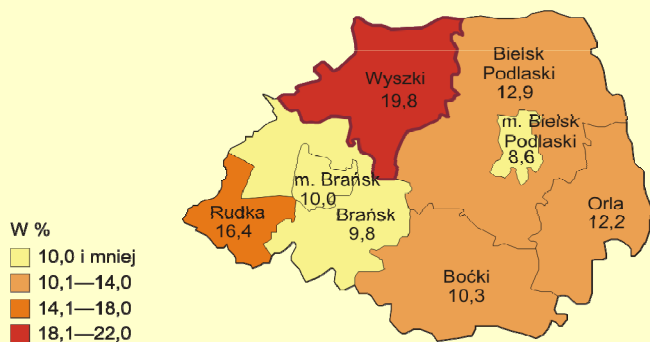 Bielsk
Podlaski
12,9
Wyszki
19,8
m. Bielsk
Podlaski
8,6
m. Brańsk
10,0
Orla
12,2
Rudka
16,4
Brańsk
9,8
Boćki
10,3
W %
10,0 i mniej
10,1—14,0
14,1—18,0
18,1—22,0